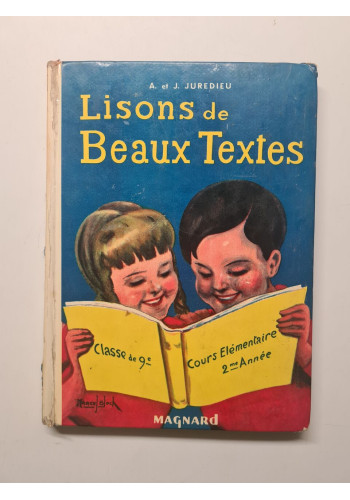 A. et J. JUREDIEU
Lisons de
Beaux Textes
Classe de 9e
Cours Elémentaire
2me Année
MAGNARD